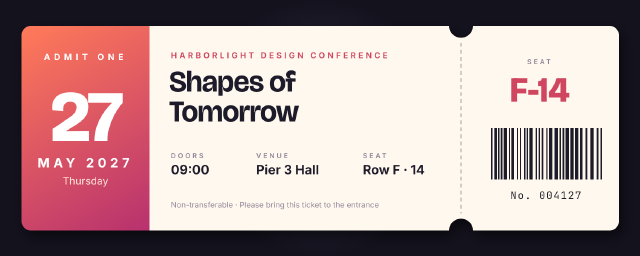 ADMIT ONE
27
MAY 2027
Thursday
HARBORLIGHT DESIGN CONFERENCE
Shapes of
Tomorrow
DOORS
09:00
VENUE
Pier 3 Hall
SEAT
Row F · 14
Non-transferable · Please bring this ticket to the entrance
SEAT
F-14
No. 004127